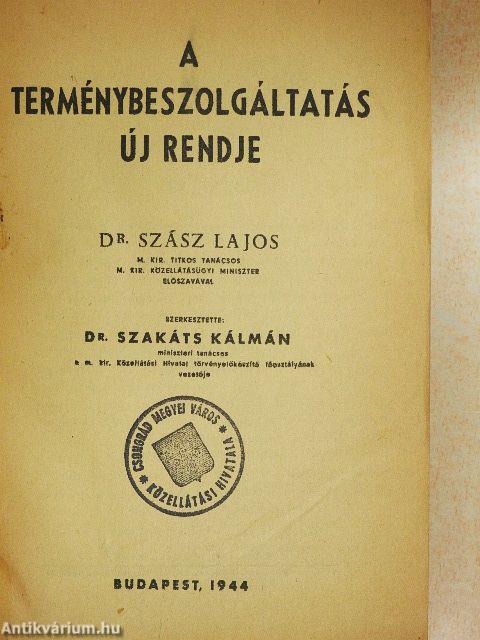 A
TERMÉNYBESZOLGÁLTATÁS
ÚJ RENDJE
DR. SZÁSZ LAJOS
M. KIR. TITKOS TANÁCSOS
M. KIR. KÖZELLÁTÁSÜGYI MINISZTER
ELŐSZAVÁVAL
SZERKESZTETTE:
DR. SZAKÁTS KÁLMÁN
miniszteri tanácsos
a m. kir. Közellátási Hivatal törvényelőkészítő főosztályának
vezetője
* CSONGRÁD MEGYEI VÁROS *
KÖZELLÁTÁSI HIVATALA
BUDAPEST, 1944
Antikvárium.hu